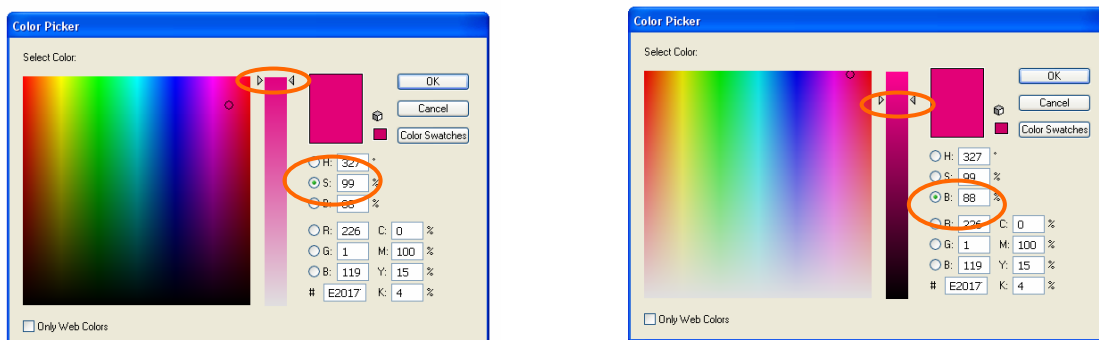 Color Picker
Select Color:
OK
Cancel
Color Swatches
H: 327 °
S: 99 %
B: 88 %
R: 226 C: 0 %
G: 1 M: 100 %
B: 119 Y: 15 %
# E2017 K: 4 %
Only Web Colors
Color Picker
Select Color:
OK
Cancel
Color Swatches
H: 327 °
S: 99 %
B: 88 %
R: 226 C: 0 %
G: 1 M: 100 %
B: 119 Y: 15 %
# E2017 K: 4 %
Only Web Colors